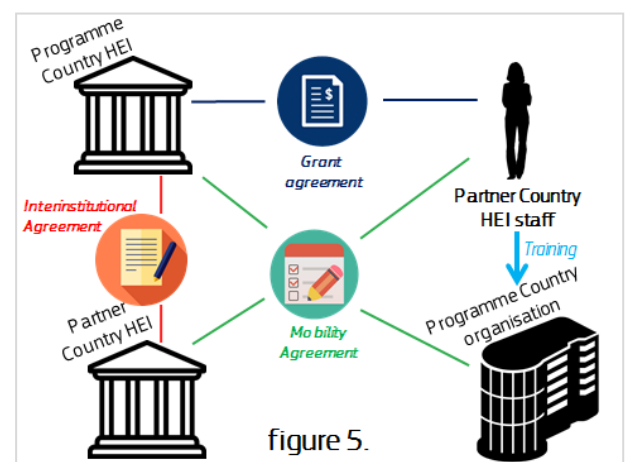 Programme
Country HEI
$
Grant
agreement
Partner Country
HEI staff
Interinstitutional
Agreement
Training
Partner
Country HEI
Mobility
Agreement
Programme Country
organisation
figure 5.